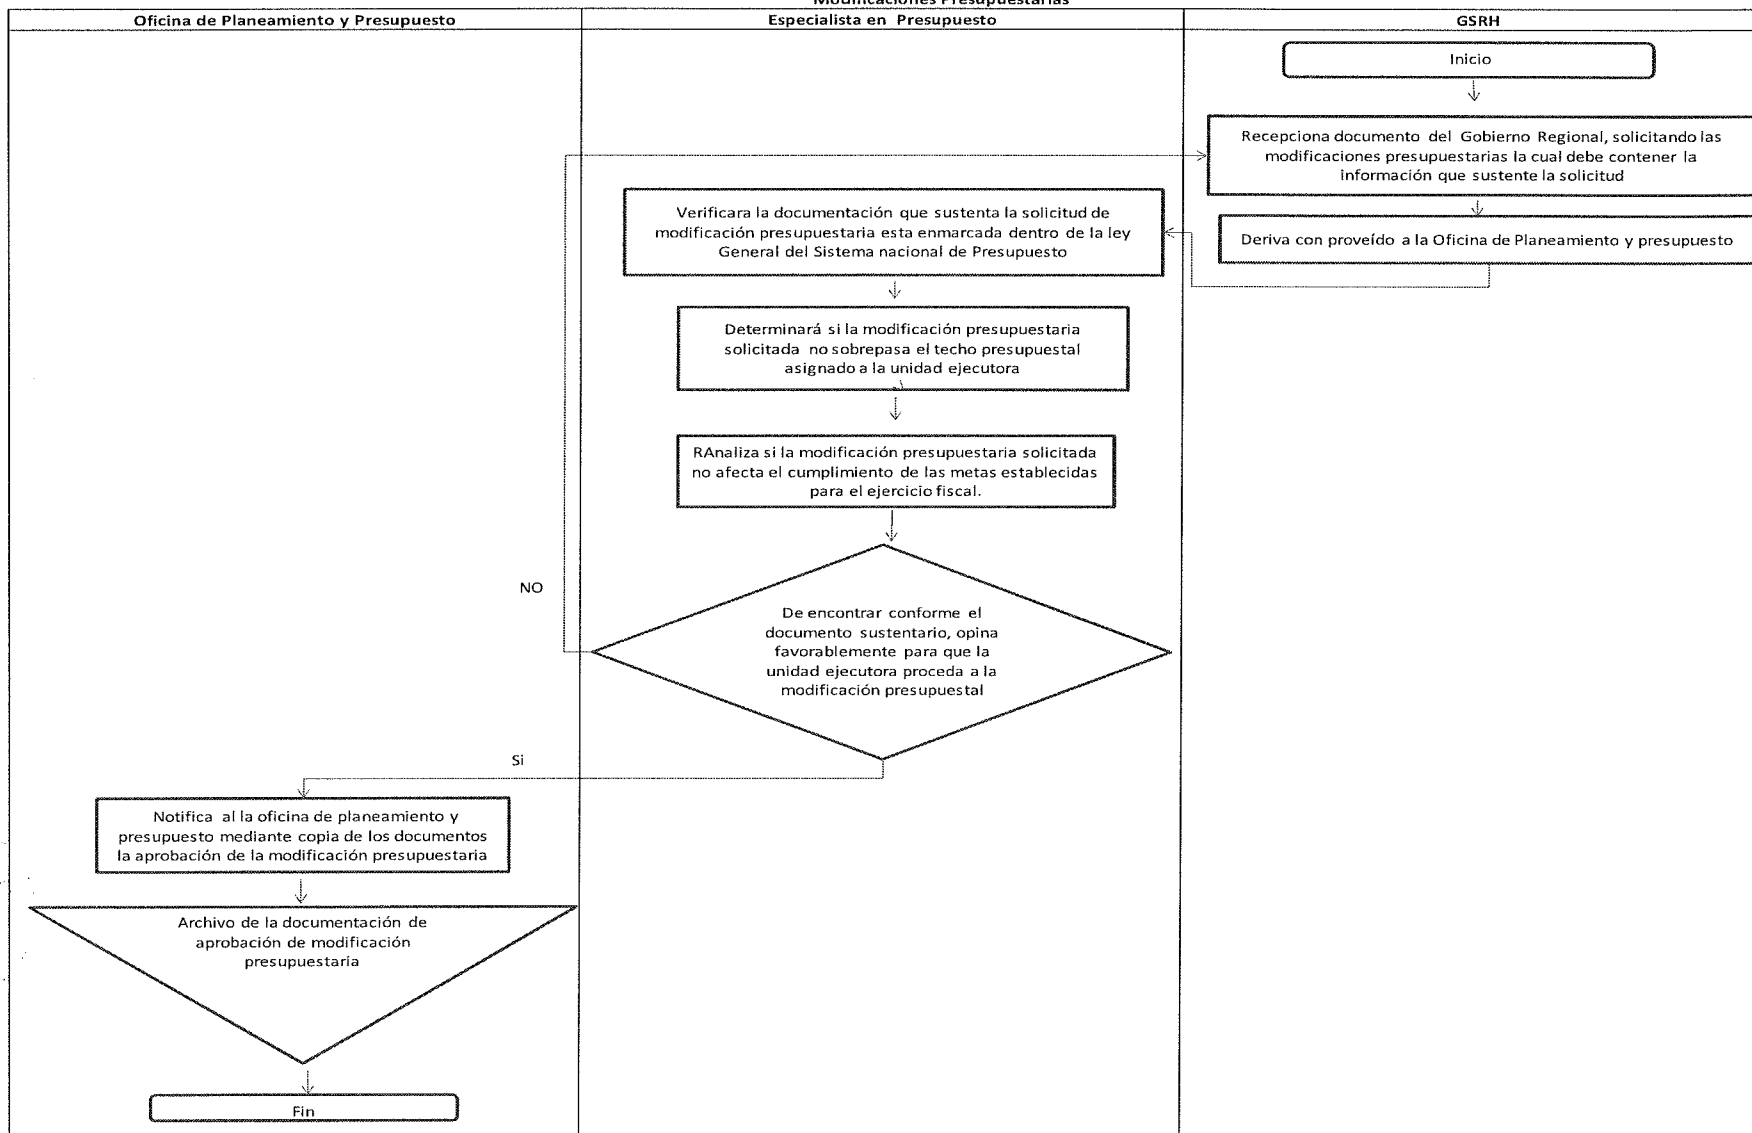 Modificaciones Presupuestarias
Oficina de Planeamiento y Presupuesto
Especialista en Presupuesto
GSRH
Inicio
Recepciona documento del Gobierno Regional, solicitando las
modificaciones presupuestarias la cual debe contener la
información que sustente la solicitud
Deriva con proveído a la Oficina de Planeamiento y presupuesto
Verificara la documentación que sustenta la solicitud de
modificación presupuestaria esta enmarcada dentro de la ley
General del Sistema nacional de Presupuesto
Determinará si la modificación presupuestaria
solicitada no sobrepasa el techo presupuestal
asignado a la unidad ejecutora
RAnaliza si la modificación presupuestaria solicitada
no afecta el cumplimiento de las metas establecidas
para el ejercicio fiscal.
NO
De encontrar conforme el
documento sustentario, opina
favorablemente para que la
unidad ejecutora proceda a la
modificación presupuestal
Si
Notifica al la oficina de planeamiento y
presupuesto mediante copia de los documentos
la aprobación de la modificación presupuestaria
Archivo de la documentación de
aprobación de modificación
presupuestaria
Fin